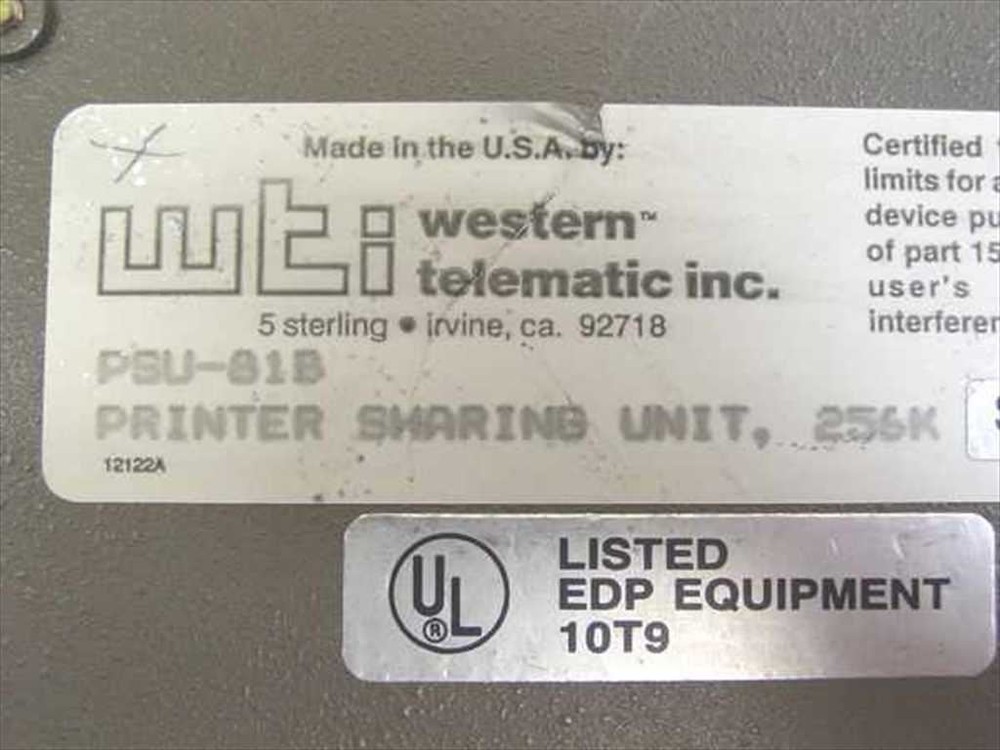 Made in the U.S.A. by:
wti western™
telematic inc.
5 sterling • irvine, ca. 92718
PSU-81B
PRINTER SHARING UNIT, 256K
12122A
Certified
limits for a
device pu
of part 15
user's
interferen
UL®
LISTED
EDP EQUIPMENT
10T9